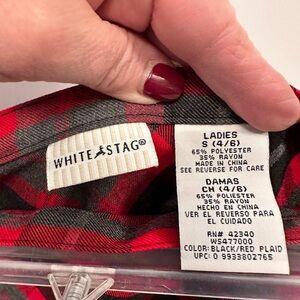 WHITE STAG®
LADIES
S (4/6)
65% POLYESTER
35% RAYON
MADE IN CHINA
SEE REVERSE FOR CARE
DAMAS
CH (4/6)
65% POLIESTER
35% RAYON
HECHO EN CHINA
VER EL REVERSO PARA
EL CUIDADO
RN# 42340
WS477000
COLOR: BLACK/RED PLAID
UPC: 0 9933802765